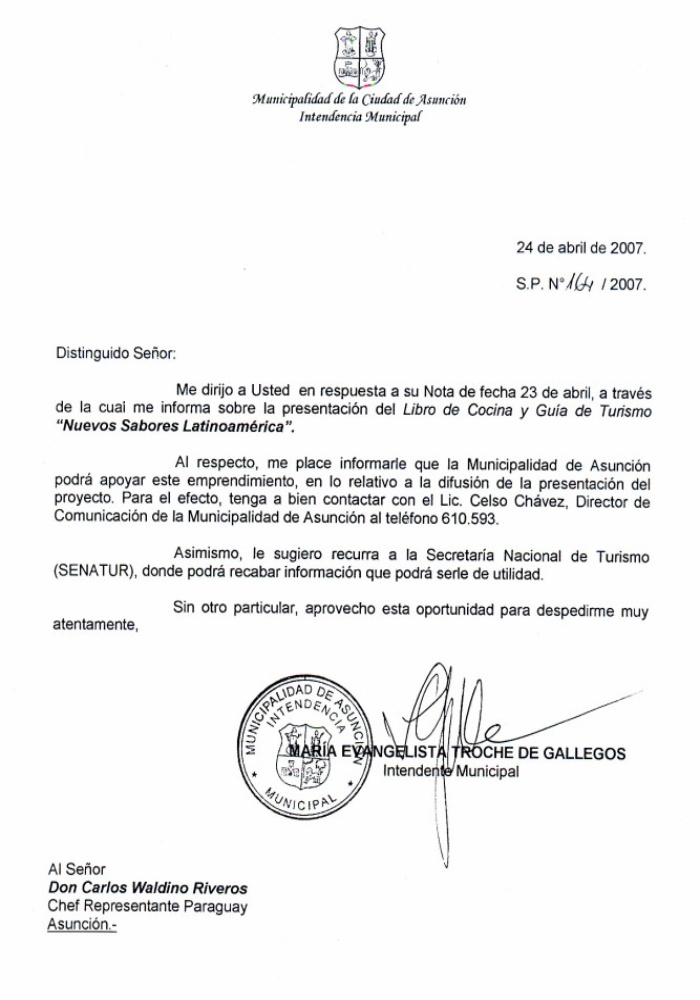 Municipalidad de la Ciudad de Asunción
Intendencia Municipal
24 de abril de 2007.
S.P. N° 164 / 2007.
Distinguido Señor:
Me dirijo a Usted en respuesta a su Nota de fecha 23 de abril, a través
de la cual me informa sobre la presentación del Libro de Cocina y Guía de Turismo
“Nuevos Sabores Latinoamérica”.
Al respecto, me place informarle que la Municipalidad de Asunción
podrá apoyar este emprendimiento, en lo relativo a la difusión de la presentación del
proyecto. Para el efecto, tenga a bien contactar con el Lic. Celso Chávez, Director de
Comunicación de la Municipalidad de Asunción al teléfono 610.593.
Asimismo, le sugiero recurra a la Secretaría Nacional de Turismo
(SENATUR), donde podrá recabar información que podrá serle de utilidad.
Sin otro particular, aprovecho esta oportunidad para despedirme muy
atentamente,
MUNICIPALIDAD DE ASUNCIÓN
INTENDENCIA
MUNICIPAL
MARÍA EVANGELISTA TROCHE DE GALLEGOS
Intendente Municipal
Al Señor
Don Carlos Waldino Riveros
Chef Representante Paraguay
Asunción.-